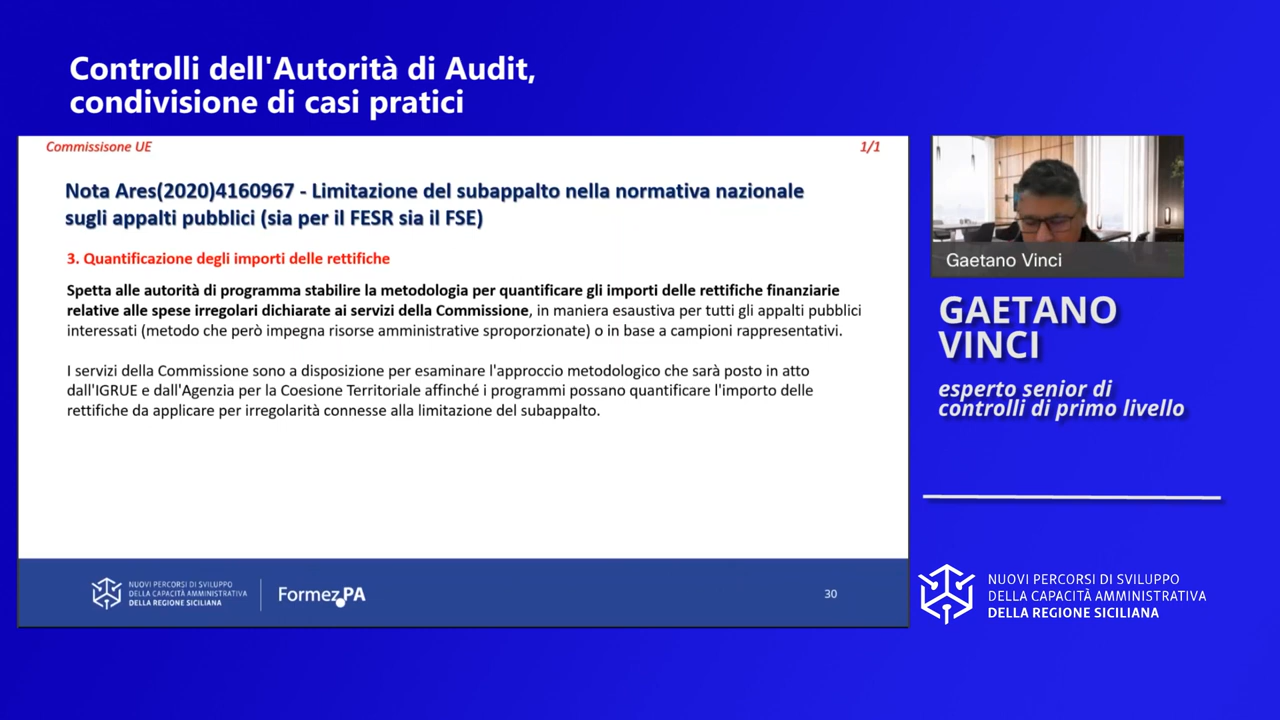 Controlli dell'Autorità di Audit,
condivisione di casi pratici
Commissisone UE
1/1
Nota Ares(2020)4160967 - Limitazione del subappalto nella normativa nazionale
sugli appalti pubblici (sia per il FESR sia il FSE)
3. Quantificazione degli importi delle rettifiche
Spetta alle autorità di programma stabilire la metodologia per quantificare gli importi delle rettifiche finanziarie
relative alle spese irregolari dichiarate ai servizi della Commissione, in maniera esaustiva per tutti gli appalti pubblici
interessati (metodo che però impegna risorse amministrative sproporzionate) o in base a campioni rappresentativi.
I servizi della Commissione sono a disposizione per esaminare l'approccio metodologico che sarà posto in atto
dall'IGRUE e dall'Agenzia per la Coesione Territoriale affinché i programmi possano quantificare l'importo delle
rettifiche da applicare per irregolarità connesse alla limitazione del subappalto.
NUOVI PERCORSI DI SVILUPPO
DELLA CAPACITÀ AMMINISTRATIVA
DELLA REGIONE SICILIANA
FormezPA
30
Gaetano Vinci
GAETANO
VINCI
esperto senior di
controlli di primo livello
NUOVI PERCORSI DI SVILUPPO
DELLA CAPACITÀ AMMINISTRATIVA
DELLA REGIONE SICILIANA